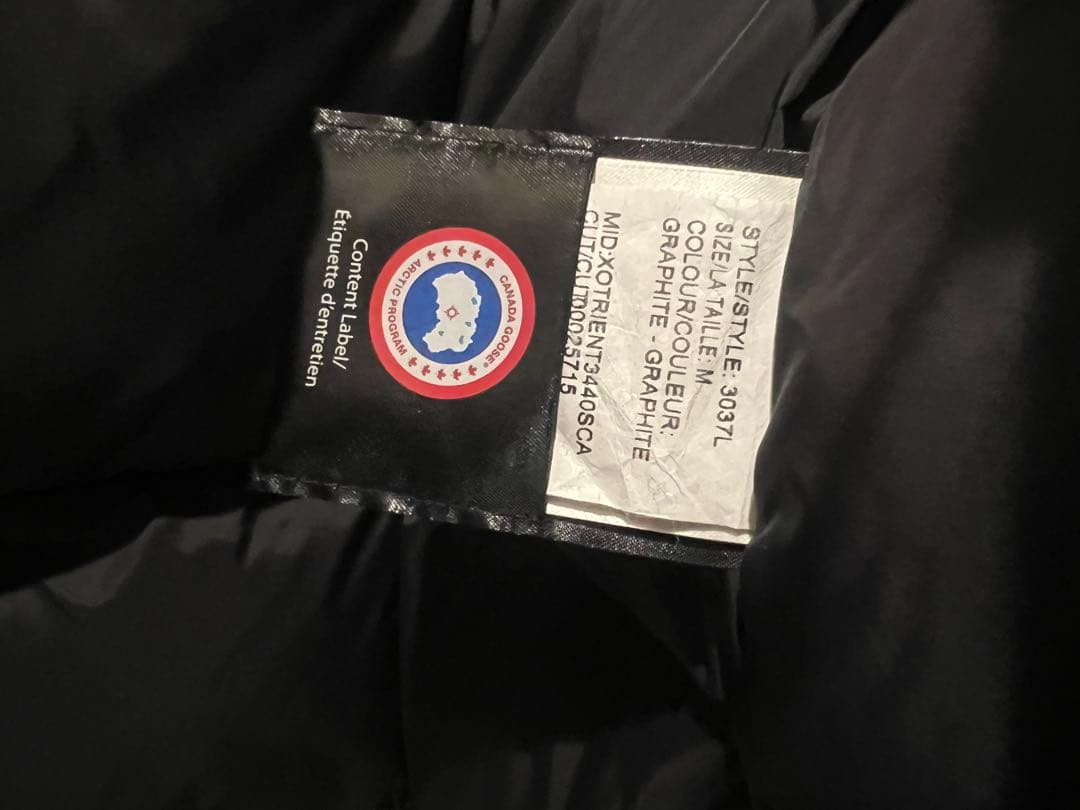 STYLE/STYLE: 3037L
SIZE/LA TAILLE: M
COLOUR/COULEUR:
GRAPHITE - GRAPHITE
MID:XOTRIENT3440SCA
CUT/CUT00025715
CANADA GOOSE®
ARCTIC PROGRAM
Content Label/
Étiquette d'entretien